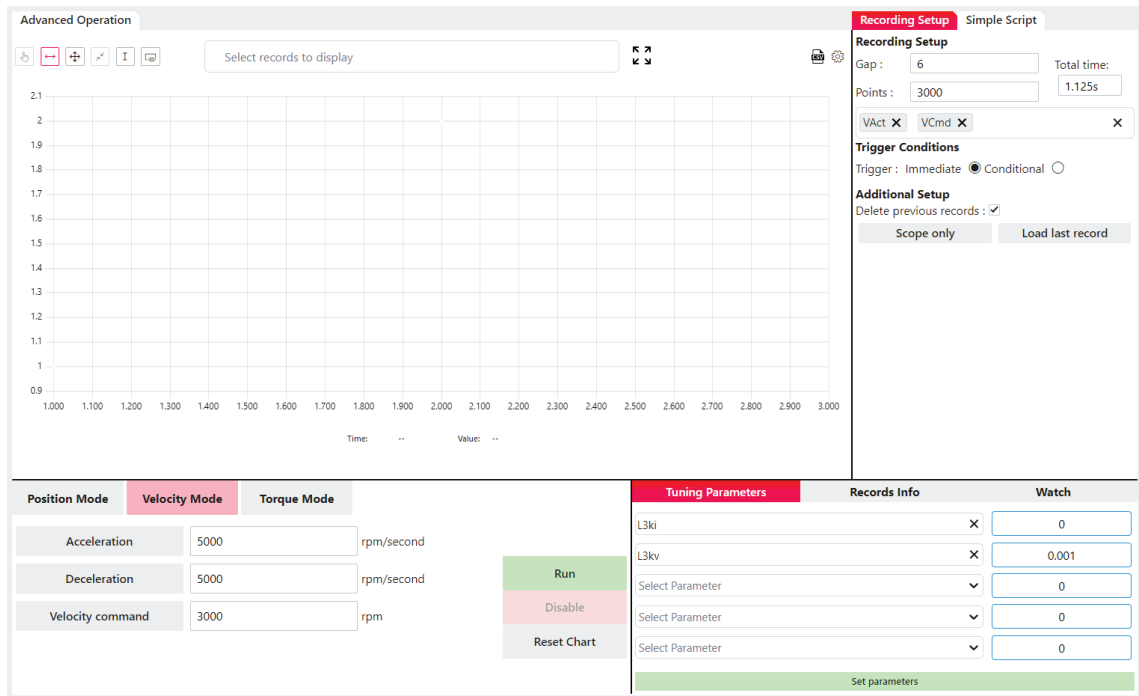 Advanced Operation
Select records to display
CSV
2.1
2
1.9
1.8
1.7
1.6
1.5
1.4
1.3
1.2
1.1
1
0.9
1.000 1.100 1.200 1.300 1.400 1.500 1.600 1.700 1.800 1.900 2.000 2.100 2.200 2.300 2.400 2.500 2.600 2.700 2.800 2.900 3.000
Time: -- Value: --
Recording Setup Simple Script
Recording Setup
Gap : 6 Total time:
Points : 3000 1.125s
VAct VCmd
Trigger Conditions
Trigger : Immediate Conditional
Additional Setup
Delete previous records :
Scope only Load last record
Position Mode Velocity Mode Torque Mode
Acceleration 5000 rpm/second
Deceleration 5000 rpm/second
Velocity command 3000 rpm
Run
Disable
Reset Chart
Tuning Parameters Records Info Watch
L3ki 0
L3kv 0.001
Select Parameter 0
Select Parameter 0
Select Parameter 0
Set parameters